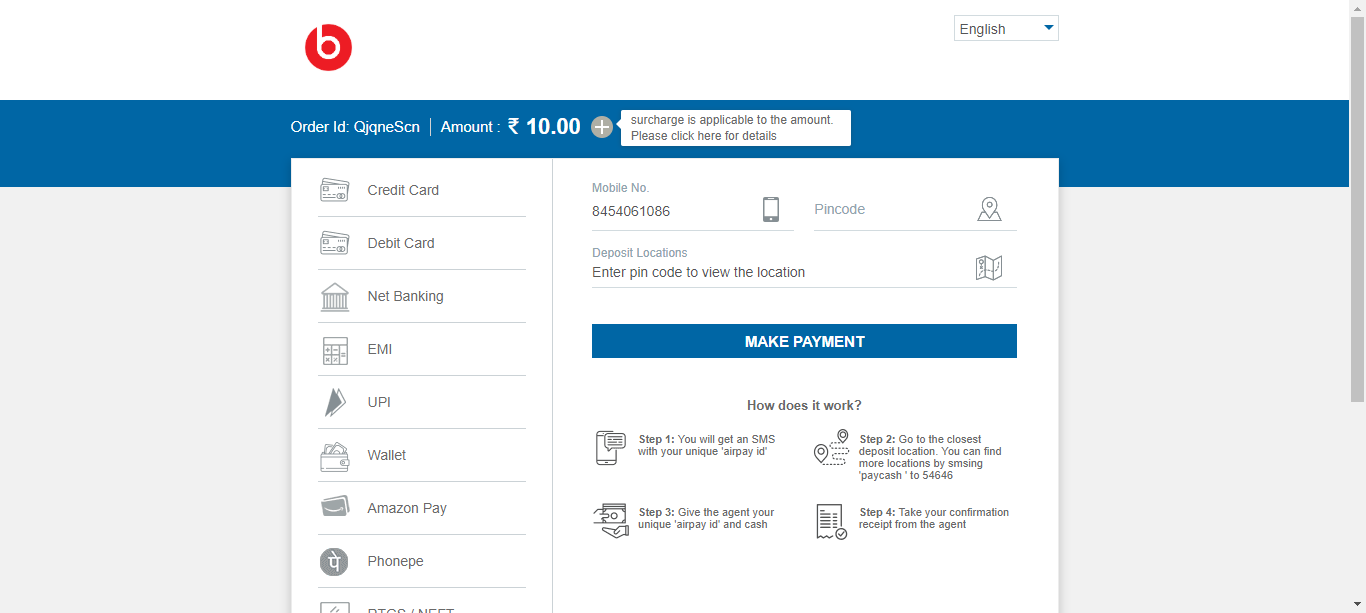 b
English
Order Id: QjqneScn
Amount : ₹ 10.00
surcharge is applicable to the amount.
Please click here for details
Credit Card
Debit Card
Net Banking
EMI
UPI
Wallet
Amazon Pay
Phonepe
RTGS / NEFT
Mobile No.
8454061086
Pincode
Deposit Locations
Enter pin code to view the location
MAKE PAYMENT
How does it work?
Step 1: You will get an SMS
with your unique 'airpay id'
Step 2: Go to the closest
deposit location. You can find
more locations by smsing
'paycash ' to 54646
Step 3: Give the agent your
unique 'airpay id' and cash
Step 4: Take your confirmation
receipt from the agent